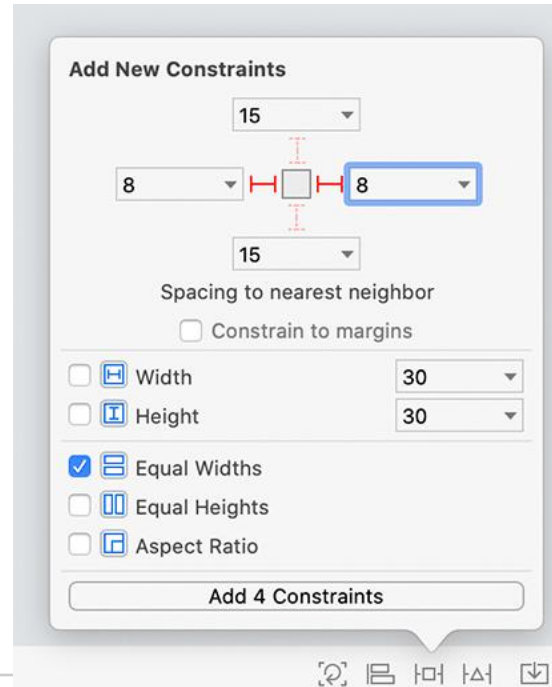 Add New Constraints
15
8 8
15
Spacing to nearest neighbor
Constrain to margins
Width 30
Height 30
Equal Widths
Equal Heights
Aspect Ratio
Add 4 Constraints